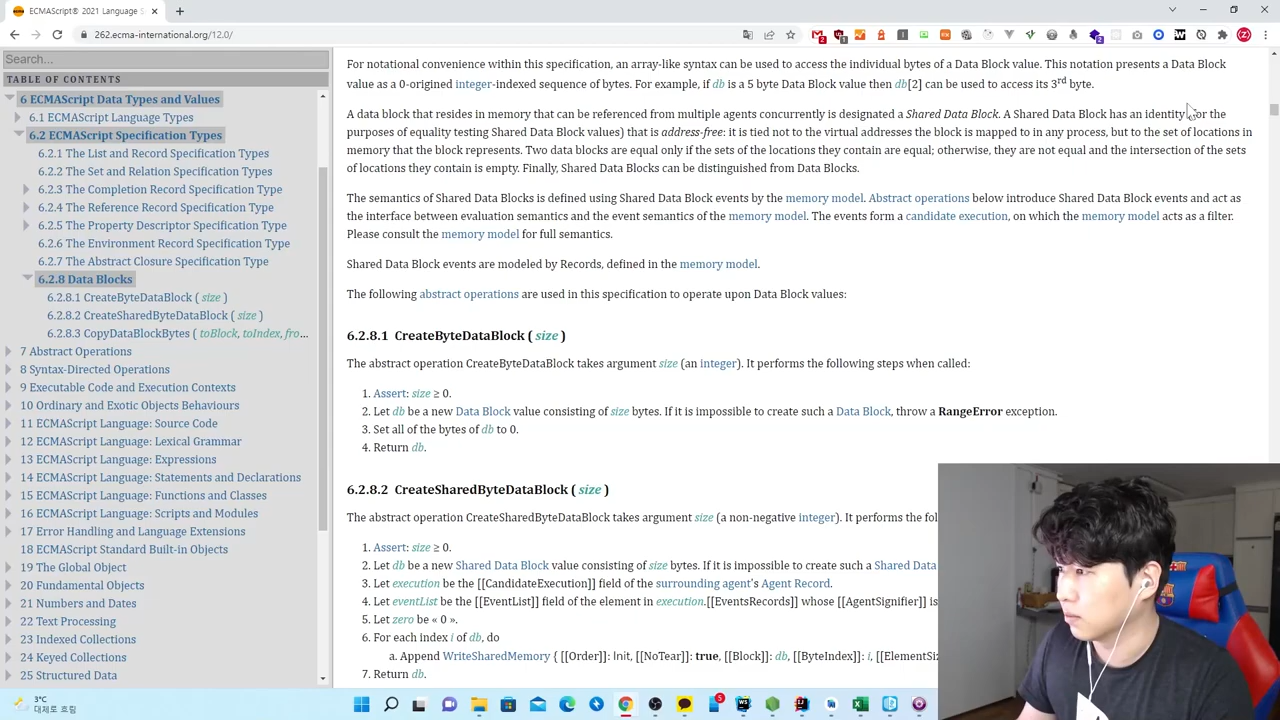 ECMAScript® 2021 Language S
262.ecma-international.org/12.0/
Search...
TABLE OF CONTENTS
6 ECMAScript Data Types and Values
6.1 ECMAScript Language Types
6.2 ECMAScript Specification Types
6.2.1 The List and Record Specification Types
6.2.2 The Set and Relation Specification Types
6.2.3 The Completion Record Specification Type
6.2.4 The Reference Record Specification Type
6.2.5 The Property Descriptor Specification Type
6.2.6 The Environment Record Specification Type
6.2.7 The Abstract Closure Specification Type
6.2.8 Data Blocks
6.2.8.1 CreateByteDataBlock ( size )
6.2.8.2 CreateSharedByteDataBlock ( size )
6.2.8.3 CopyDataBlockBytes ( toBlock, toIndex, fro...
7 Abstract Operations
8 Syntax-Directed Operations
9 Executable Code and Execution Contexts
10 Ordinary and Exotic Objects Behaviours
11 ECMAScript Language: Source Code
12 ECMAScript Language: Lexical Grammar
13 ECMAScript Language: Expressions
14 ECMAScript Language: Statements and Declarations
15 ECMAScript Language: Functions and Classes
16 ECMAScript Language: Scripts and Modules
17 Error Handling and Language Extensions
18 ECMAScript Standard Built-in Objects
19 The Global Object
20 Fundamental Objects
21 Numbers and Dates
22 Text Processing
23 Indexed Collections
24 Keyed Collections
25 Structured Data
For notational convenience within this specification, an array-like syntax can be used to access the individual bytes of a Data Block value. This notation presents a Data Block
value as a 0-origined integer-indexed sequence of bytes. For example, if db is a 5 byte Data Block value then db[2] can be used to access its 3rd byte.
A data block that resides in memory that can be referenced from multiple agents concurrently is designated a Shared Data Block. A Shared Data Block has an identity for the
purposes of equality testing Shared Data Block values) that is address-free: it is tied not to the virtual addresses the block is mapped to in any process, but to the set of locations in
memory that the block represents. Two data blocks are equal only if the sets of the locations they contain are equal; otherwise, they are not equal and the intersection of the sets
of locations they contain is empty. Finally, Shared Data Blocks can be distinguished from Data Blocks.
The semantics of Shared Data Blocks is defined using Shared Data Block events by the memory model. Abstract operations below introduce Shared Data Block events and act as
the interface between evaluation semantics and the event semantics of the memory model. The events form a candidate execution, on which the memory model acts as a filter.
Please consult the memory model for full semantics.
Shared Data Block events are modeled by Records, defined in the memory model.
The following abstract operations are used in this specification to operate upon Data Block values:
6.2.8.1 CreateByteDataBlock ( size )
The abstract operation CreateByteDataBlock takes argument size (an integer). It performs the following steps when called:
1. Assert: size ≥ 0.
2. Let db be a new Data Block value consisting of size bytes. If it is impossible to create such a Data Block, throw a RangeError exception.
3. Set all of the bytes of db to 0.
4. Return db.
6.2.8.2 CreateSharedByteDataBlock ( size )
The abstract operation CreateSharedByteDataBlock takes argument size (a non-negative integer). It performs the fol
1. Assert: size ≥ 0.
2. Let db be a new Shared Data Block value consisting of size bytes. If it is impossible to create such a Shared Data
3. Let execution be the [[CandidateExecution]] field of the surrounding agent's Agent Record.
4. Let eventList be the [[EventList]] field of the element in execution.[[EventsRecords]] whose [[AgentSignifier]] is
5. Let zero be « 0 ».
6. For each index i of db, do
a. Append WriteSharedMemory { [[Order]]: Init, [[NoTear]]: true, [[Block]]: db, [[ByteIndex]]: i, [[ElementSiz
7. Return db.
3°C
대체로 흐림